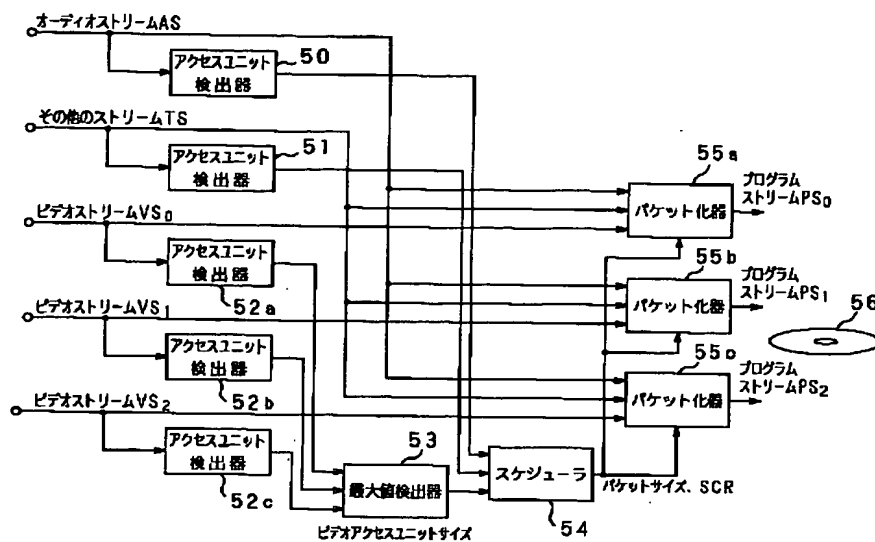 オーディオストリームAS
アクセスユニット
検出器
50
その他のストリームTS
アクセスユニット
検出器
51
55a
プログラム
ストリームPS0
パケット化器
ビデオストリームVS0
アクセスユニット
検出器
52a
55b
プログラム
ストリームPS1
パケット化器
56
ビデオストリームVS1
アクセスユニット
検出器
52b
55c
プログラム
ストリームPS2
パケット化器
ビデオストリームVS2
アクセスユニット
検出器
52c
53
最大値検出器
ビデオアクセスユニットサイズ
スケジューラ
54
パケットサイズ、SCR